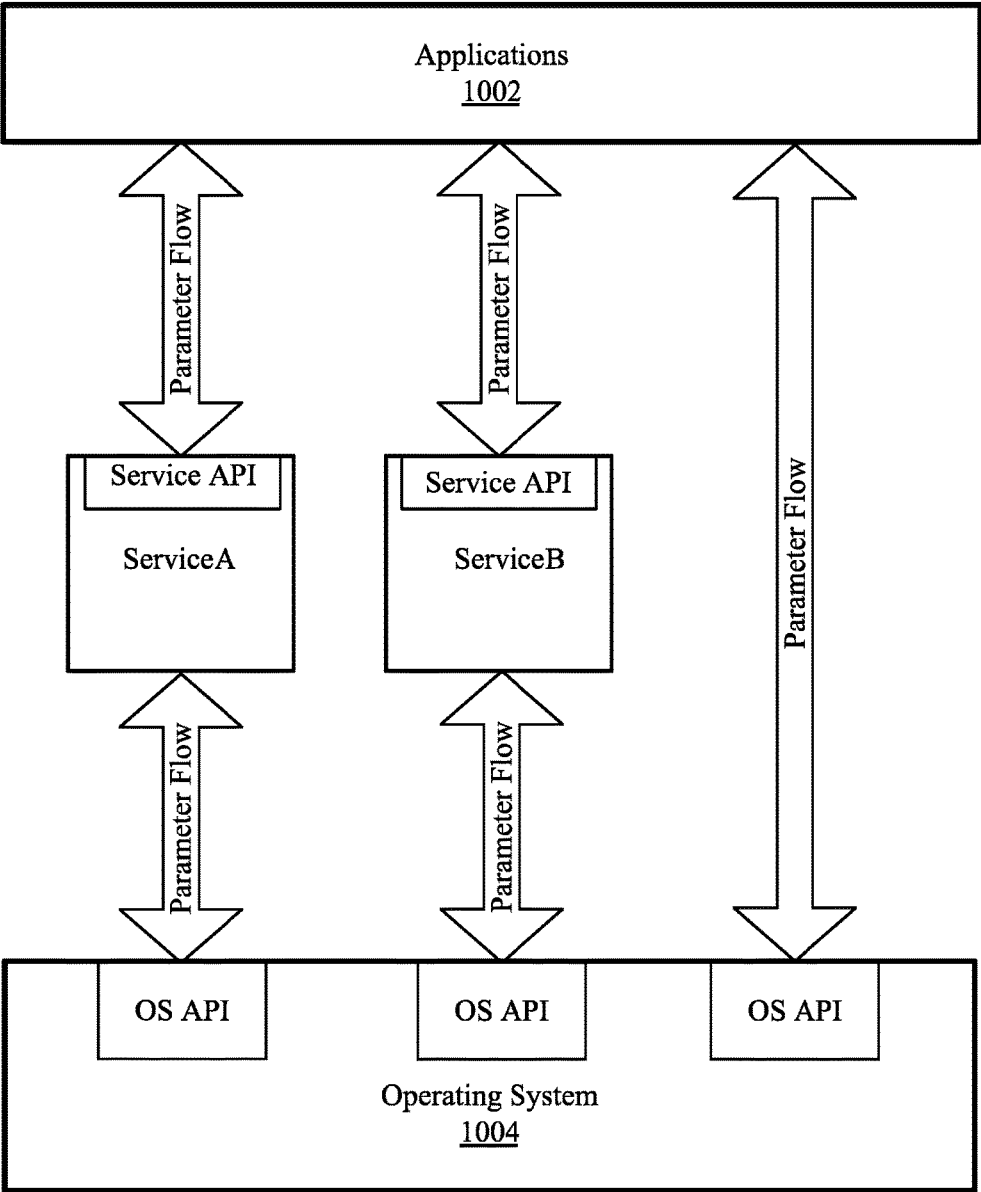 Applications
1002
Parameter Flow
Parameter Flow
Parameter Flow
Service API
ServiceA
Service API
ServiceB
Parameter Flow
Parameter Flow
OS API
OS API
OS API
Operating System
1004